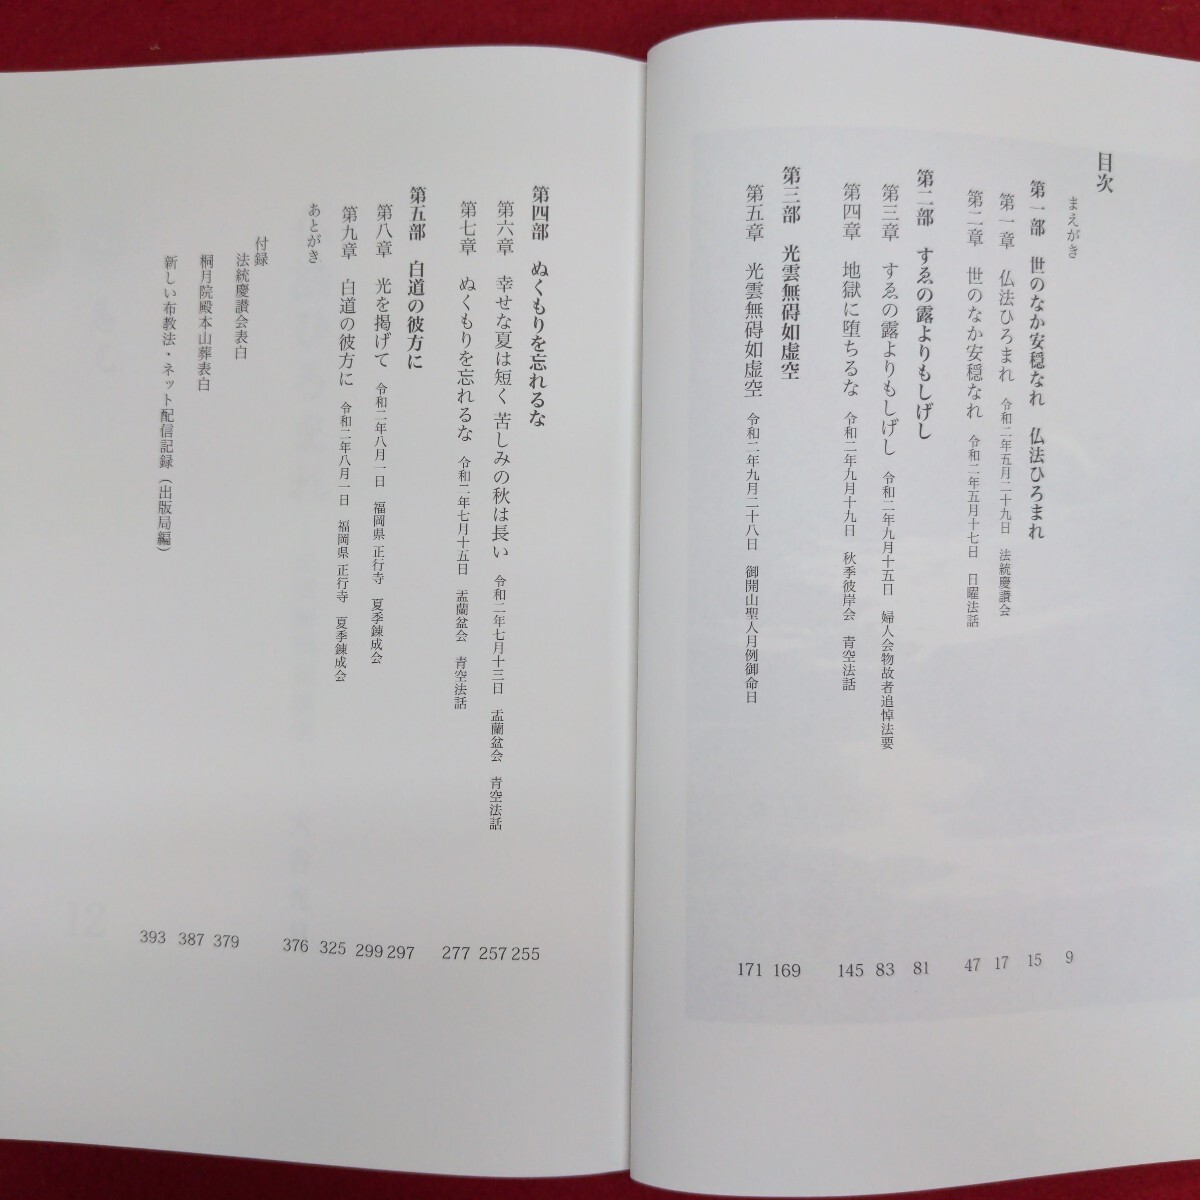 目次
まえがき 9
第一部 世のなか安穏なれ 仏法ひろまれ 15
第一章 仏法ひろまれ 令和二年五月二十九日 法統慶讃会 17
第二章 世のなか安穏なれ 令和二年五月十七日 日曜法話 47
第二部 すゑの露よりもしげし 81
第三章 すゑの露よりもしげし 令和二年九月十五日 婦人会物故者追悼法要 83
第四章 地獄に堕ちるな 令和二年九月十九日 秋季彼岸会 青空法話 145
第三部 光雲無碍如虚空 169
第五章 光雲無碍如虚空 令和二年九月二十八日 御開山聖人月例御命日 171
第四部 ぬくもりを忘れるな 255
第六章 幸せな夏は短く 苦しみの秋は長い 令和二年七月十三日 盂蘭盆会 青空法話 257
第七章 ぬくもりを忘れるな 令和二年七月十五日 盂蘭盆会 青空法話 277
第五部 白道の彼方に 297
第八章 光を掲げて 令和二年八月一日 福岡県 正行寺 夏季錬成会 299
第九章 白道の彼方に 令和二年八月一日 福岡県 正行寺 夏季錬成会 325
あとがき 376
付録
法統慶讃会表白 379
桐月院殿本山葬表白 387
新しい布教法・ネット配信記録（出版局編） 393